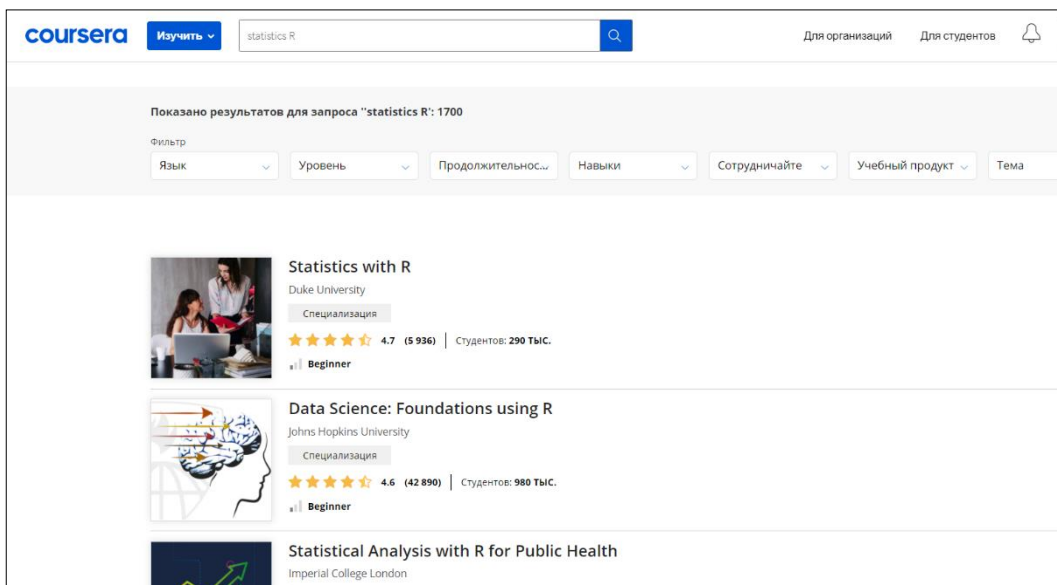 coursera Изучить statistics R Для организаций Для студентов
Показано результатов для запроса ''statistics R': 1700
Фильтр
Язык Уровень Продолжительнос... Навыки Сотрудничайте Учебный продукт Тема
Statistics with R
Duke University
Специализация
4.7 (5 936) Студентов: 290 ТЫС.
Beginner
Data Science: Foundations using R
Johns Hopkins University
Специализация
4.6 (42 890) Студентов: 980 ТЫС.
Beginner
Statistical Analysis with R for Public Health
Imperial College London